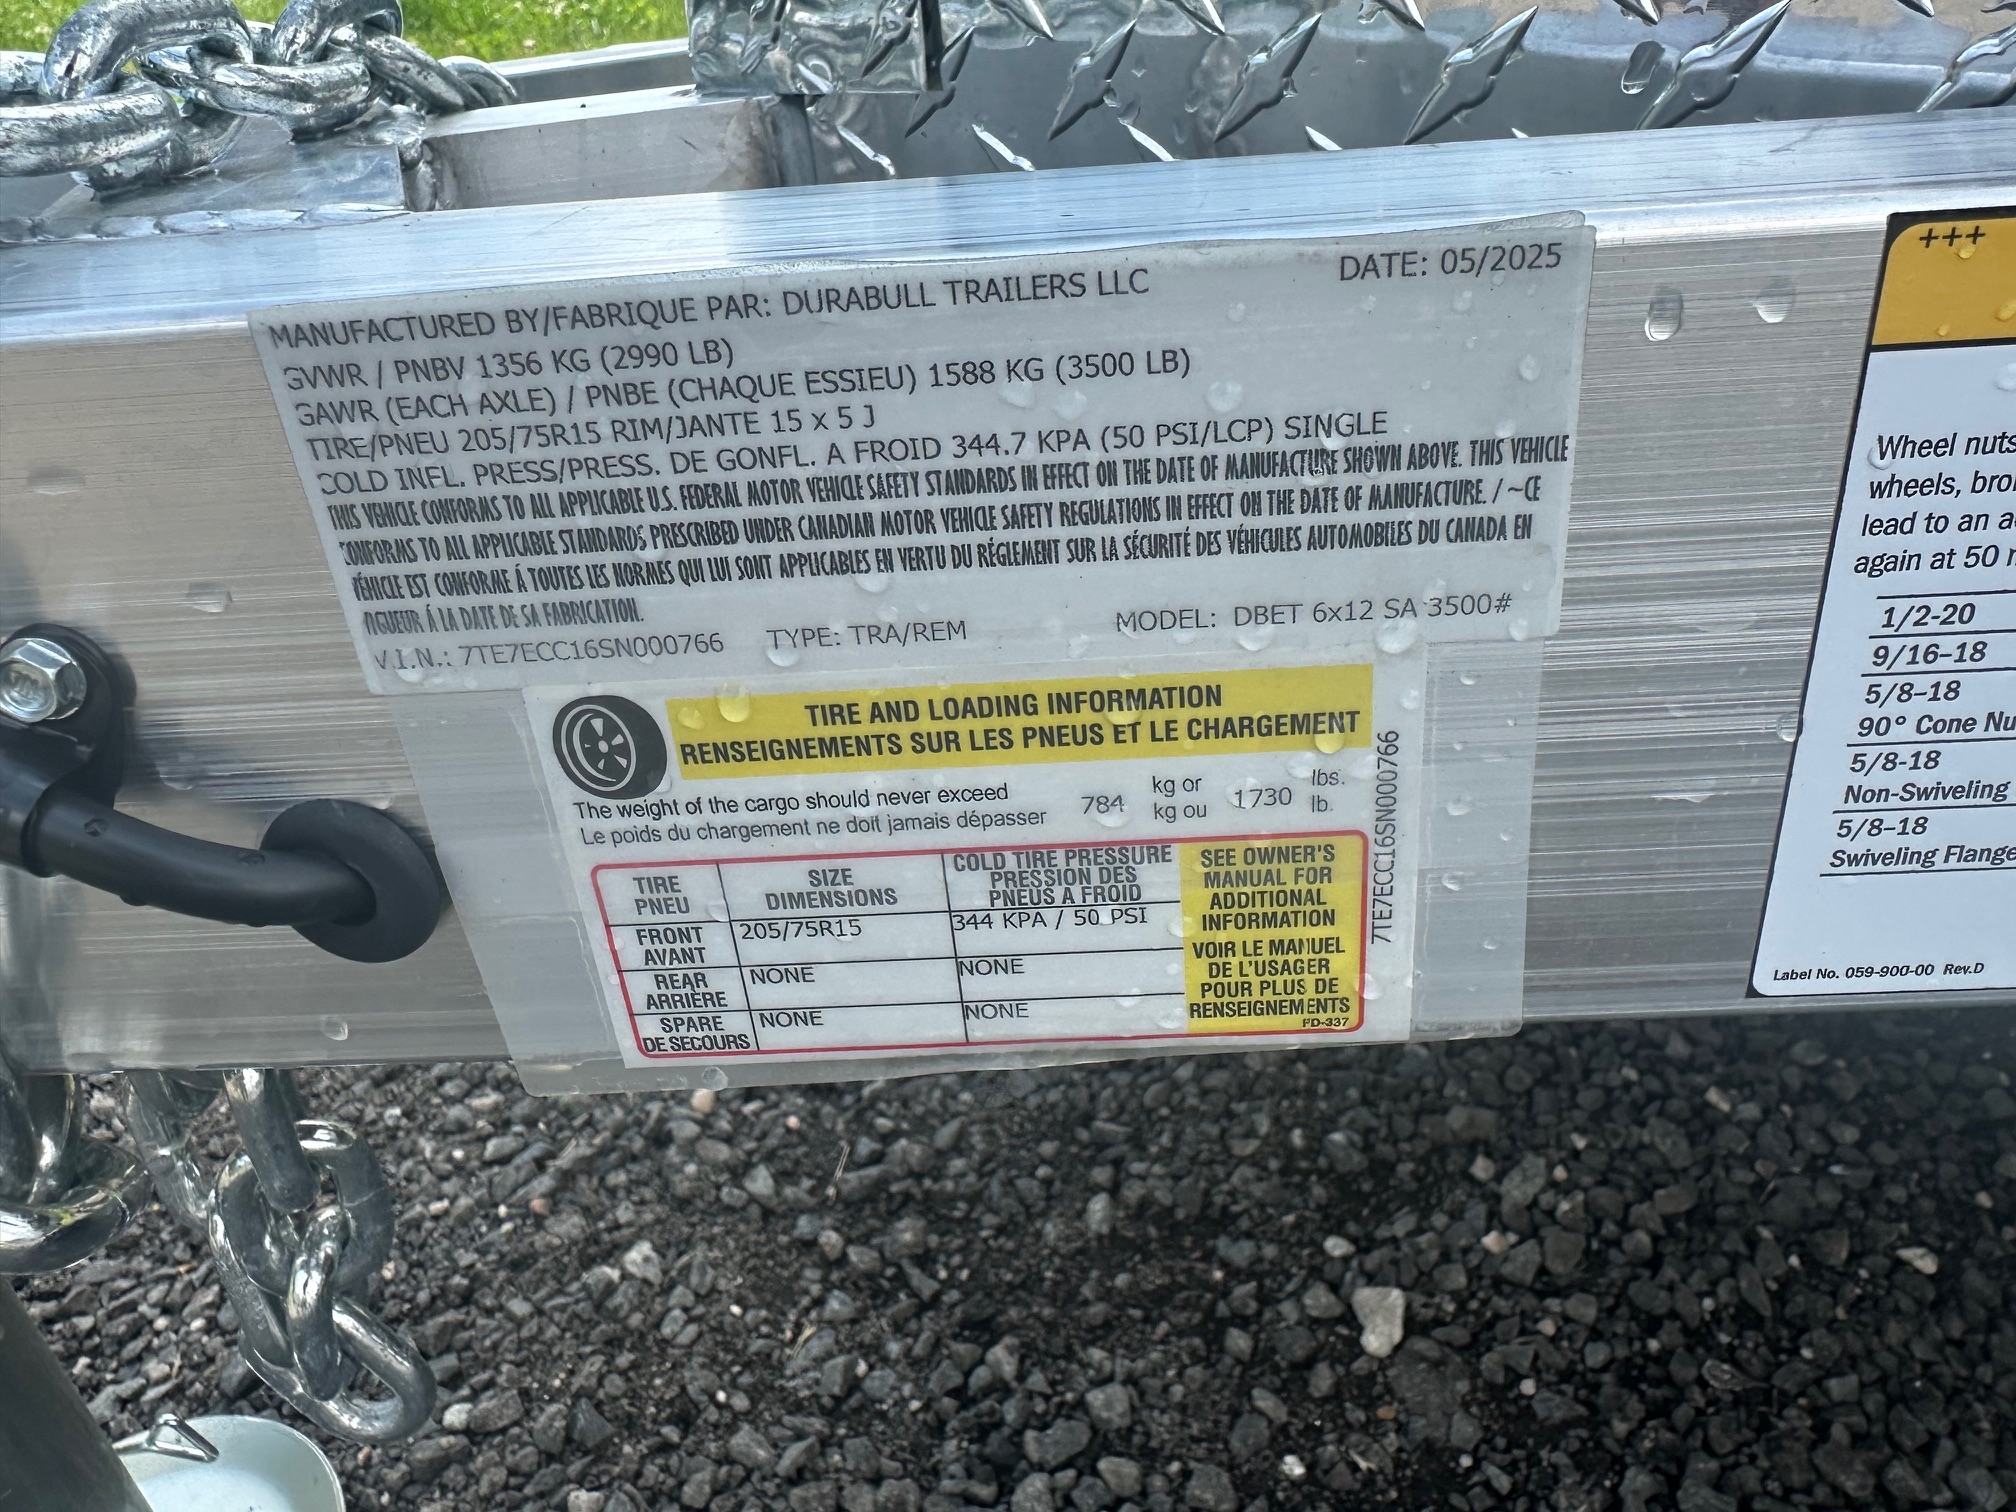 MANUFACTURED BY/FABRIQUE PAR: DURABULL TRAILERS LLC DATE: 05/2025
GVWR / PNBV 1356 KG (2990 LB)
GAWR (EACH AXLE) / PNBE (CHAQUE ESSIEU) 1588 KG (3500 LB)
TIRE/PNEU 205/75R15 RIM/JANTE 15 x 5 J
COLD INFL. PRESS/PRESS. DE GONFL. A FROID 344.7 KPA (50 PSI/LCP) SINGLE
THIS VEHICLE CONFORMS TO ALL APPLICABLE U.S. FEDERAL MOTOR VEHICLE SAFETY STANDARDS IN EFFECT ON THE DATE OF MANUFACTURE SHOWN ABOVE. THIS VEHICLE
CONFORMS TO ALL APPLICABLE STANDARDS PRESCRIBED UNDER CANADIAN MOTOR VEHICLE SAFETY REGULATIONS IN EFFECT ON THE DATE OF MANUFACTURE. / ~CE
VÉHICLE EST CONFORME Á TOUTES LES NORMES QUI LUI SONT APPLICABLES EN VERTU DU RÉGLEMENT SUR LA SÉCURITÉ DES VÉHICULES AUTOMOBILES DU CANADA EN
VIGUEUR Á LA DATE DE SA FABRICATION.
V.I.N.: 7TE7ECC16SN000766 TYPE: TRA/REM MODEL: DBET 6x12 SA 3500#
TIRE AND LOADING INFORMATION
RENSEIGNEMENTS SUR LES PNEUS ET LE CHARGEMENT
The weight of the cargo should never exceed 784 kg or 1730 lbs.
Le poids du chargement ne doit jamais dépasser kg ou lb.
TIRE SIZE COLD TIRE PRESSURE
PNEU DIMENSIONS PRESSION DES
PNEUS A FROID
FRONT 205/75R15 344 KPA / 50 PSI
AVANT
REAR NONE NONE
ARRIÈRE
SPARE NONE NONE
DE SECOURS
SEE OWNER'S
MANUAL FOR
ADDITIONAL
INFORMATION
VOIR LE MANUEL
DE L'USAGER
POUR PLUS DE
RENSEIGNEMENTS
PD-337
7TE7ECC16SN000766
+++
Wheel nuts
wheels, bro
lead to an a
again at 50
1/2-20
9/16-18
5/8-18
90° Cone Nu
5/8-18
Non-Swiveling
5/8-18
Swiveling Flange
Label No. 059-900-00 Rev.D